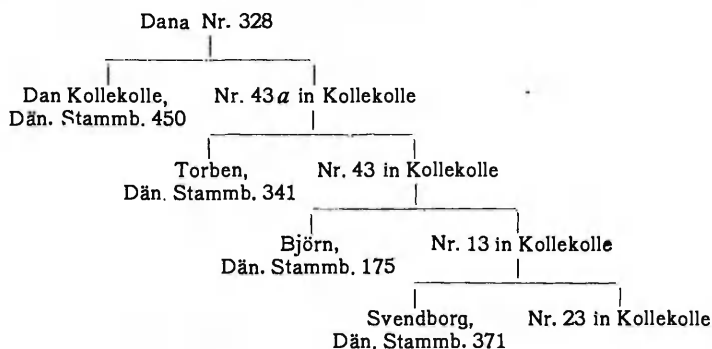 Dana Nr. 328
Dan Kollekolle, Nr. 43a in Kollekolle
Dän. Stammb. 450
Torben, Nr. 43 in Kollekolle
Dän. Stammb. 341
Björn, Nr. 13 in Kollekolle
Dän. Stammb. 175
Svendborg, Nr. 23 in Kollekolle
Dän. Stammb. 371